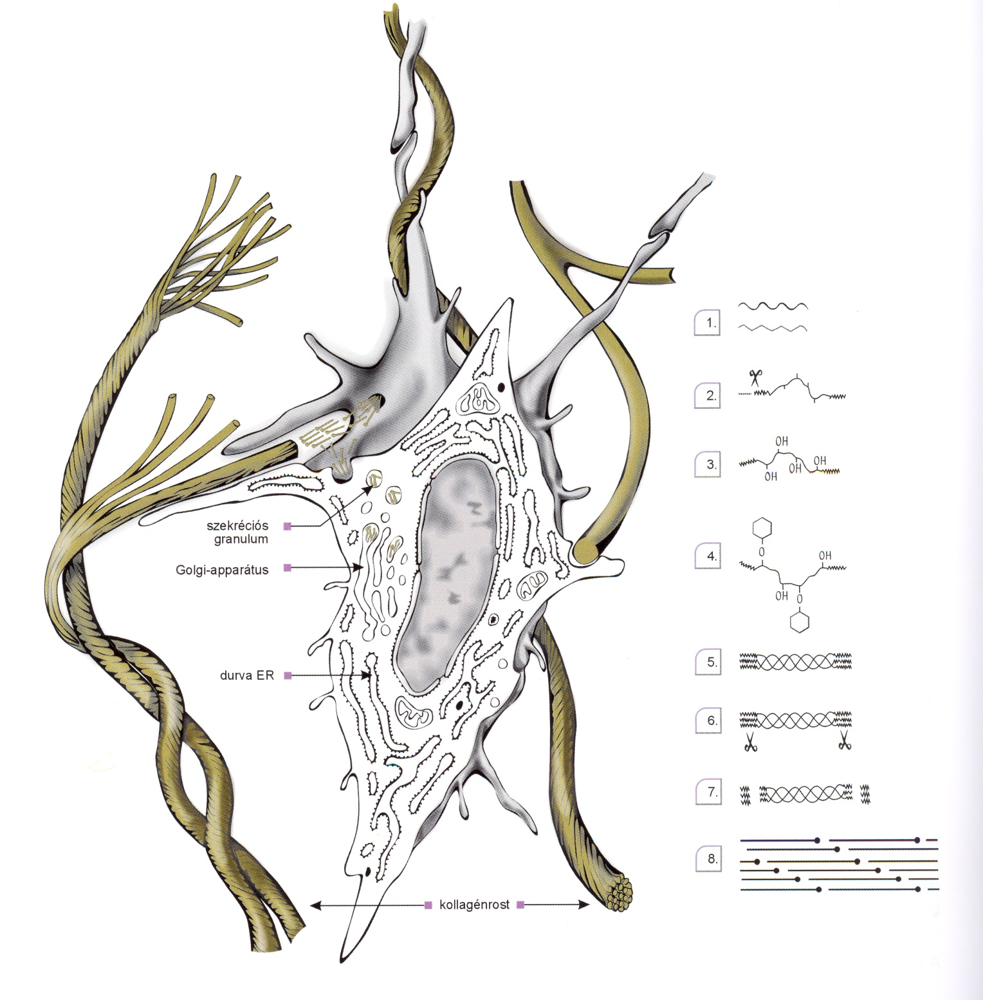 szekréciós
granulum
Golgi-apparátus
durva ER
kollagénrost
1.
2.
3.
OH
OH
OH
OH
4.
O
OH
OH
O
5.
6.
7.
8.